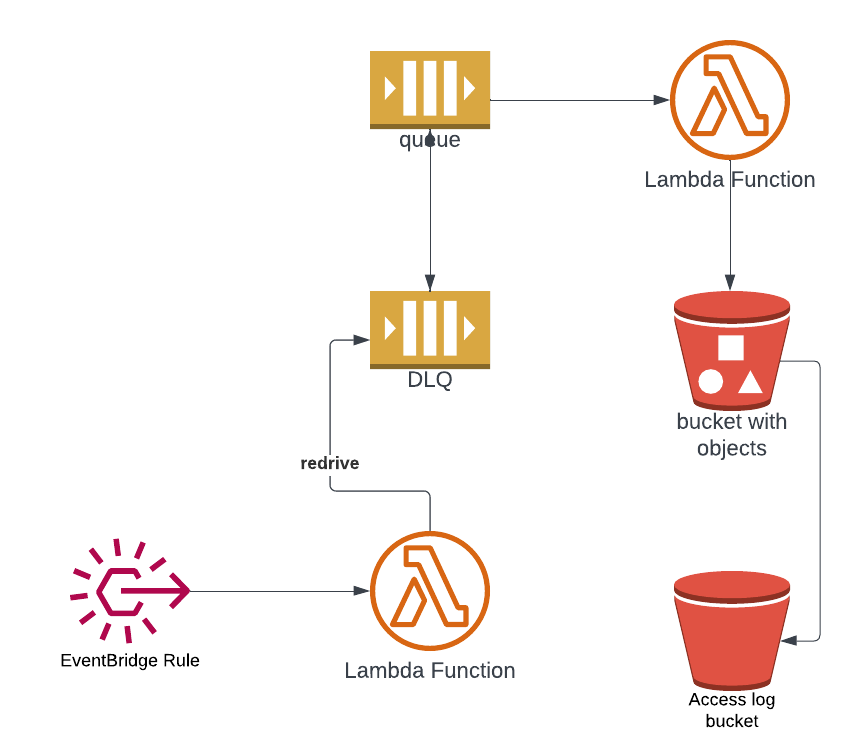 queue
Lambda Function
DLQ
bucket with
objects
redrive
EventBridge Rule
Lambda Function
Access log
bucket